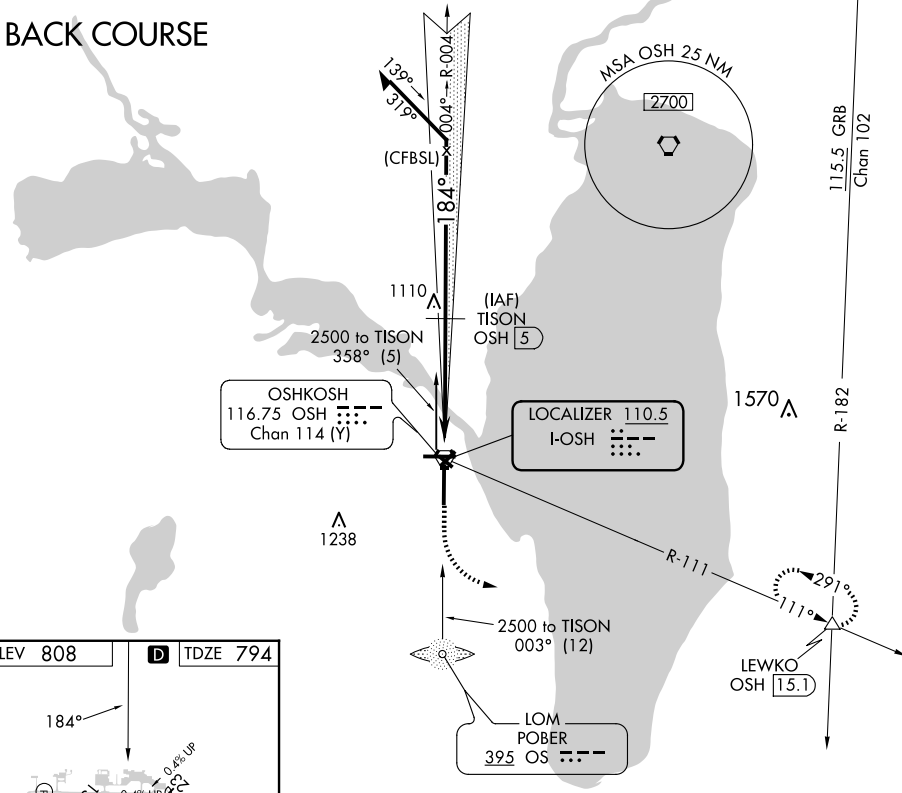 BACK COURSE
MSA OSH 25 NM
2700
139°
319°
004°
R-004
(CFBSL)
184°
115.5 GRB
Chan 102
1110
(IAF)
TISON
OSH 5
2500 to TISON
358° (5)
OSHKOSH
116.75 OSH
Chan 114 (Y)
LOCALIZER 110.5
I-OSH
1570
R-182
1238
R-111
291°
111°
2500 to TISON
003° (12)
LEWKO
OSH 15.1
LOM
POBER
395 OS
LEV 808
D
TDZE 794
184°
0.4% UP